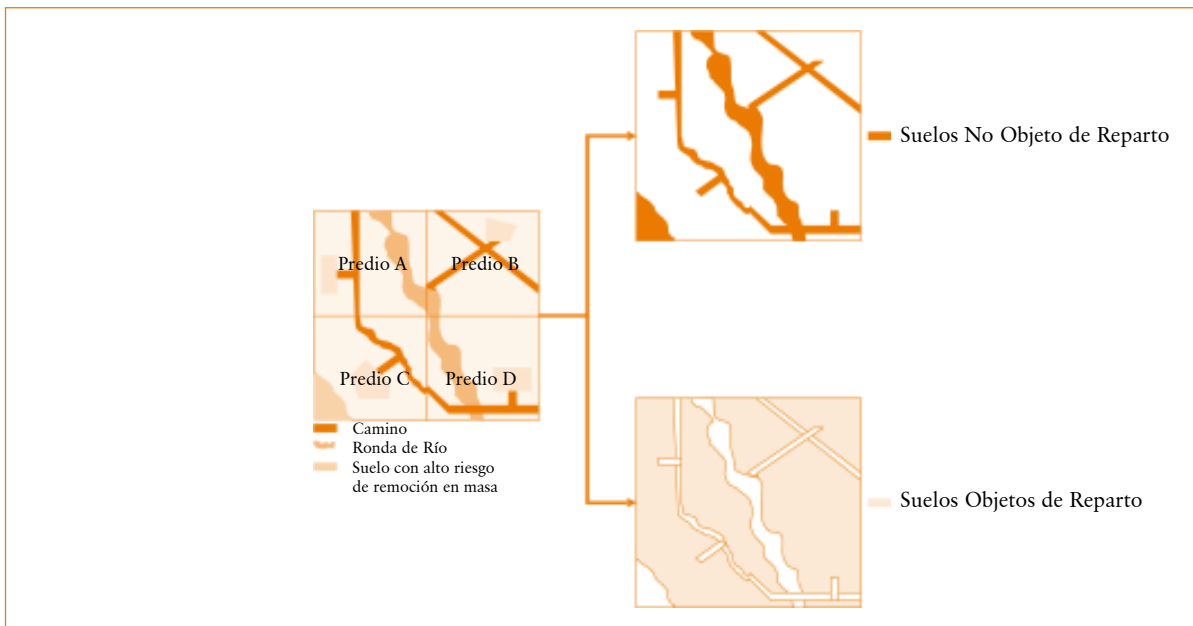 Suelos No Objeto de Reparto
Predio A
Predio B
Predio C
Predio D
Camino
Ronda de Río
Suelo con alto riesgo
de remoción en masa
Suelos Objetos de Reparto